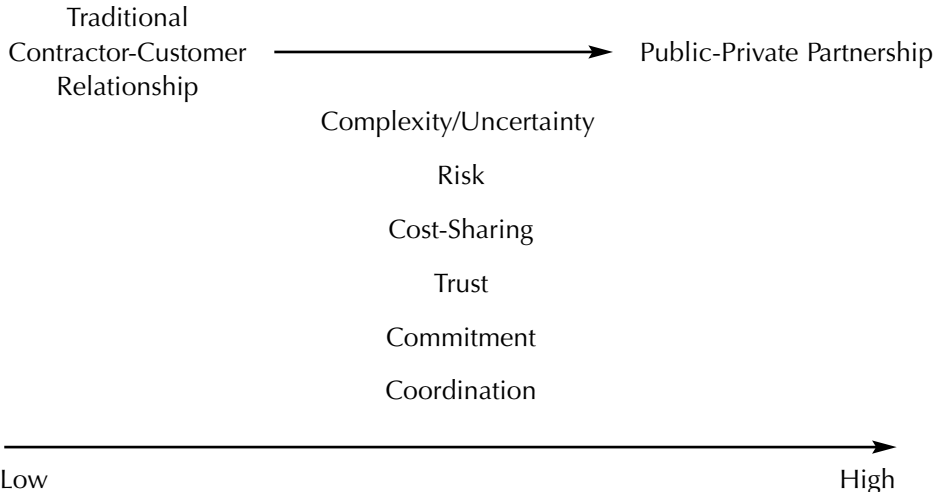 Traditional
Contractor-Customer
Relationship
Public-Private Partnership
Complexity/Uncertainty
Risk
Cost-Sharing
Trust
Commitment
Coordination
Low
High